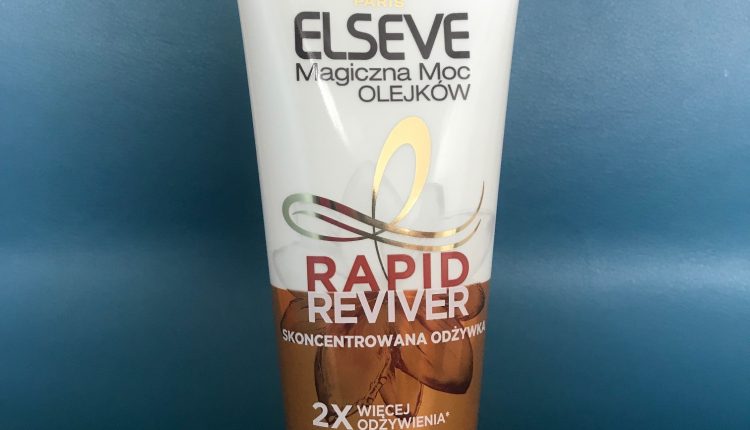 PARIS
ELSEVE
Magiczna Moc
OLEJKÓW
RAPID
REVIVER
SKONCENTROWANA ODŻYWKA
2X WIĘCEJ
ODŻYWIENIA*